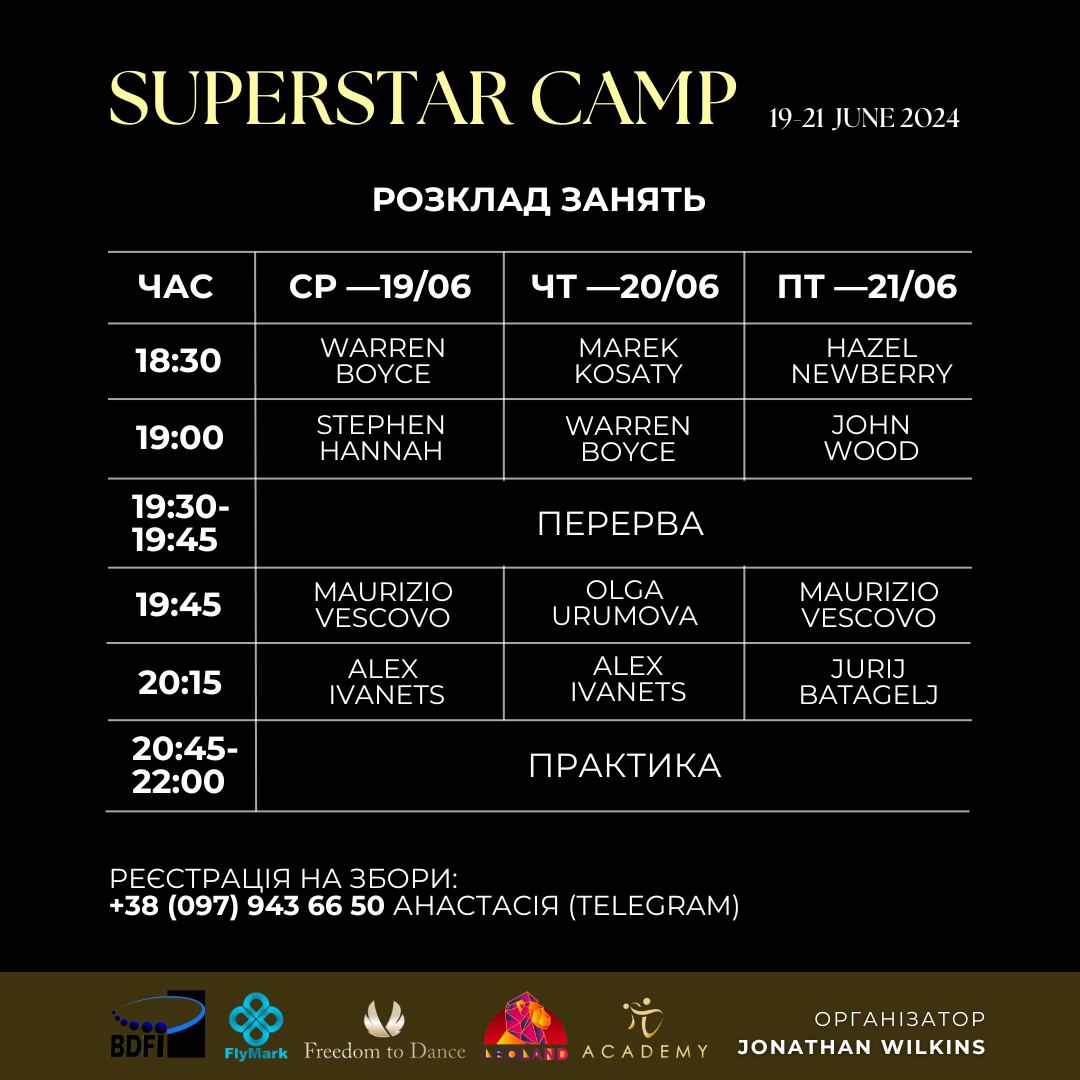 SUPERSTAR CAMP 19-21 JUNE 2024
РОЗКЛАД ЗАНЯТЬ
ЧАС СР —19/06 ЧТ —20/06 ПТ —21/06
18:30 WARREN BOYCE MAREK KOSATY HAZEL NEWBERRY
19:00 STEPHEN HANNAH WARREN BOYCE JOHN WOOD
19:30-19:45 ПЕРЕРВА
19:45 MAURIZIO VESCOVO OLGA URUMOVA MAURIZIO VESCOVO
20:15 ALEX IVANETS ALEX IVANETS JURIJ BATAGELJ
20:45-22:00 ПРАКТИКА
РЕЄСТРАЦІЯ НА ЗБОРИ:
+38 (097) 943 66 50 АНАСТАСІЯ (TELEGRAM)
BDFI
FlyMark
Freedom to Dance
LEOLAND
ACADEMY
ОРГАНІЗАТОР
JONATHAN WILKINS